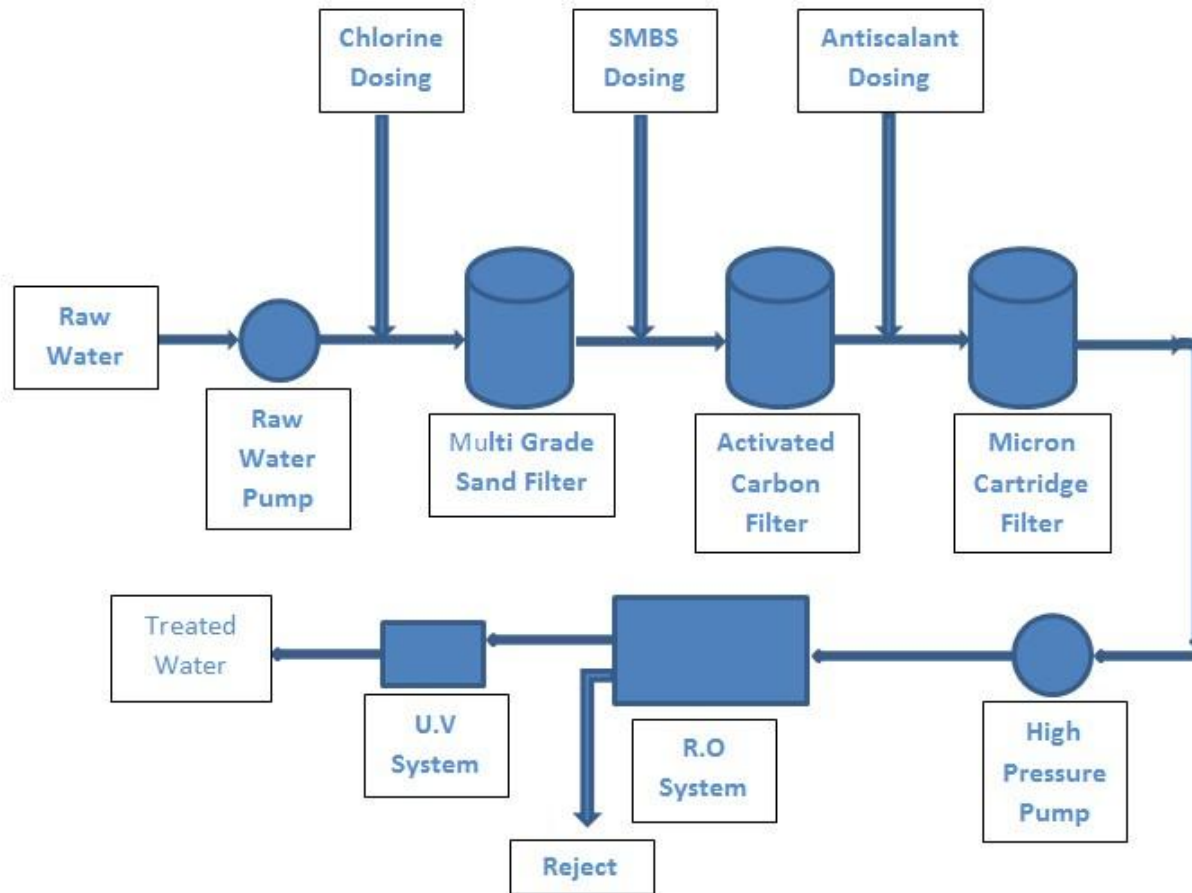 Chlorine
Dosing
SMBS
Dosing
Antiscalant
Dosing
Raw
Water
Raw
Water
Pump
Multi Grade
Sand Filter
Activated
Carbon
Filter
Micron
Cartridge
Filter
Treated
Water
U.V
System
R.O
System
High
Pressure
Pump
Reject